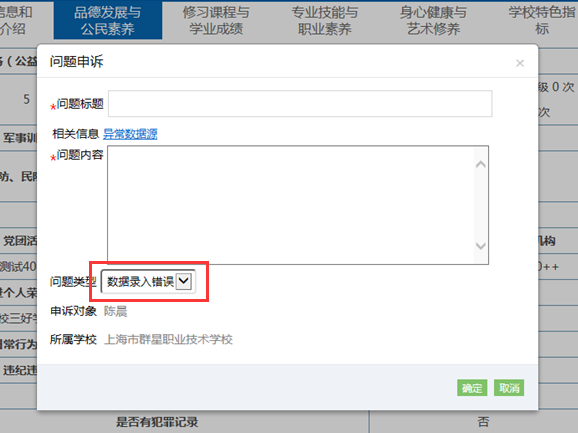 信息和 品德发展与 修习课程与 专业技能与 身心健康与 学校特色指
介绍 公民素养 学业成绩 职业素养 艺术修养 标
问题申诉 ×
(公益
级 0 次
5
*问题标题
次
相关信息 异常数据源
军事训
*问题内容
防、民防
党团活
机构
测试40
0++
问题类型 数据录入错误
个人荣
申诉对象 陈晨
校三好学
所属学校 上海市群星职业技术学校
日常行为
违纪违
确定 取消
是否有犯罪记录 否